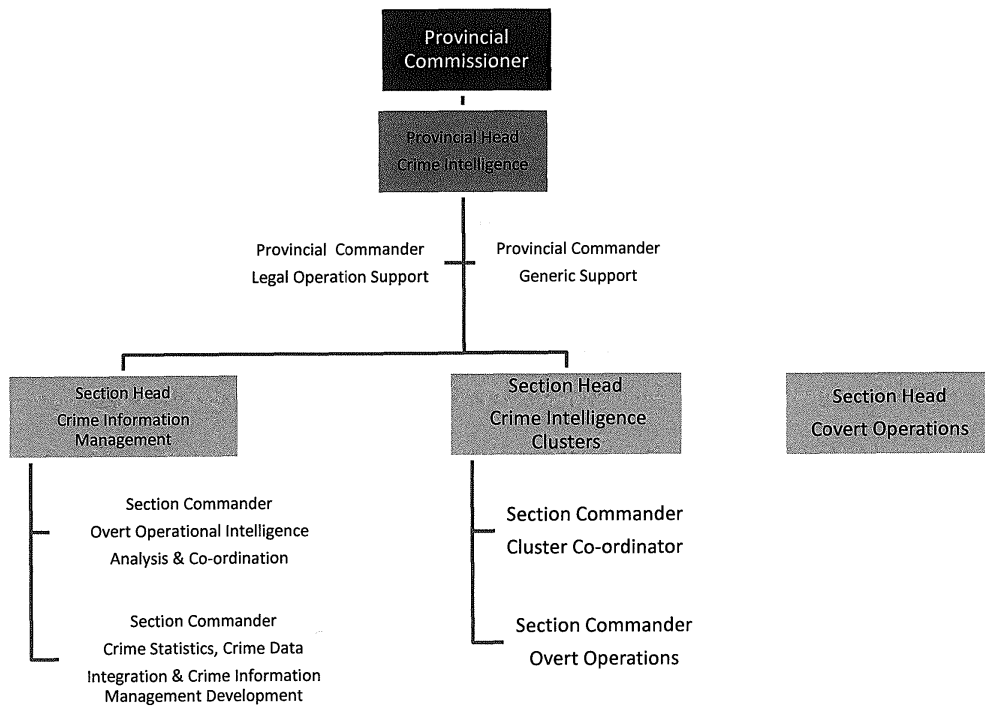 Provincial
Commissioner
Provincial Head
Crime Intelligence
Provincial Commander
Legal Operation Support
Provincial Commander
Generic Support
Section Head
Crime Information
Management
Section Head
Crime Intelligence
Clusters
Section Head
Covert Operations
Section Commander
Overt Operational Intelligence
Analysis & Co-ordination
Section Commander
Crime Statistics, Crime Data
Integration & Crime Information
Management Development
Section Commander
Cluster Co-ordinator
Section Commander
Overt Operations